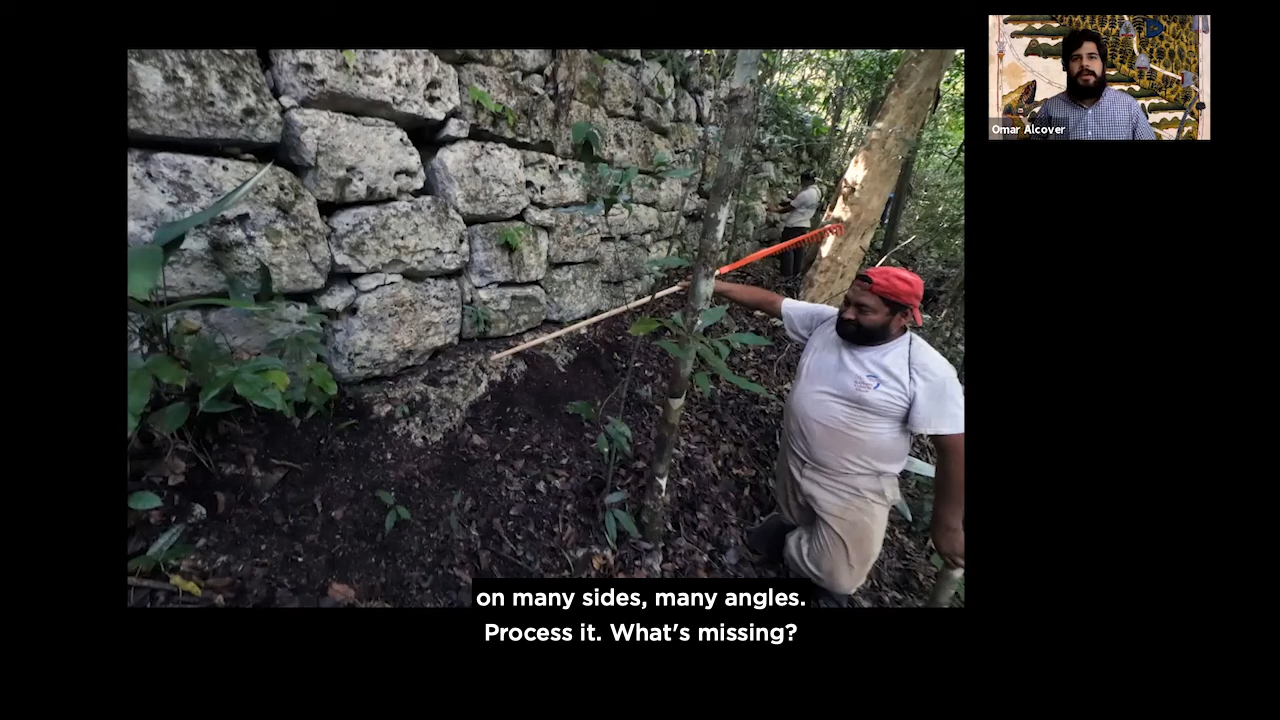 Omar Alcover
on many sides, many angles.
Process it. What's missing?